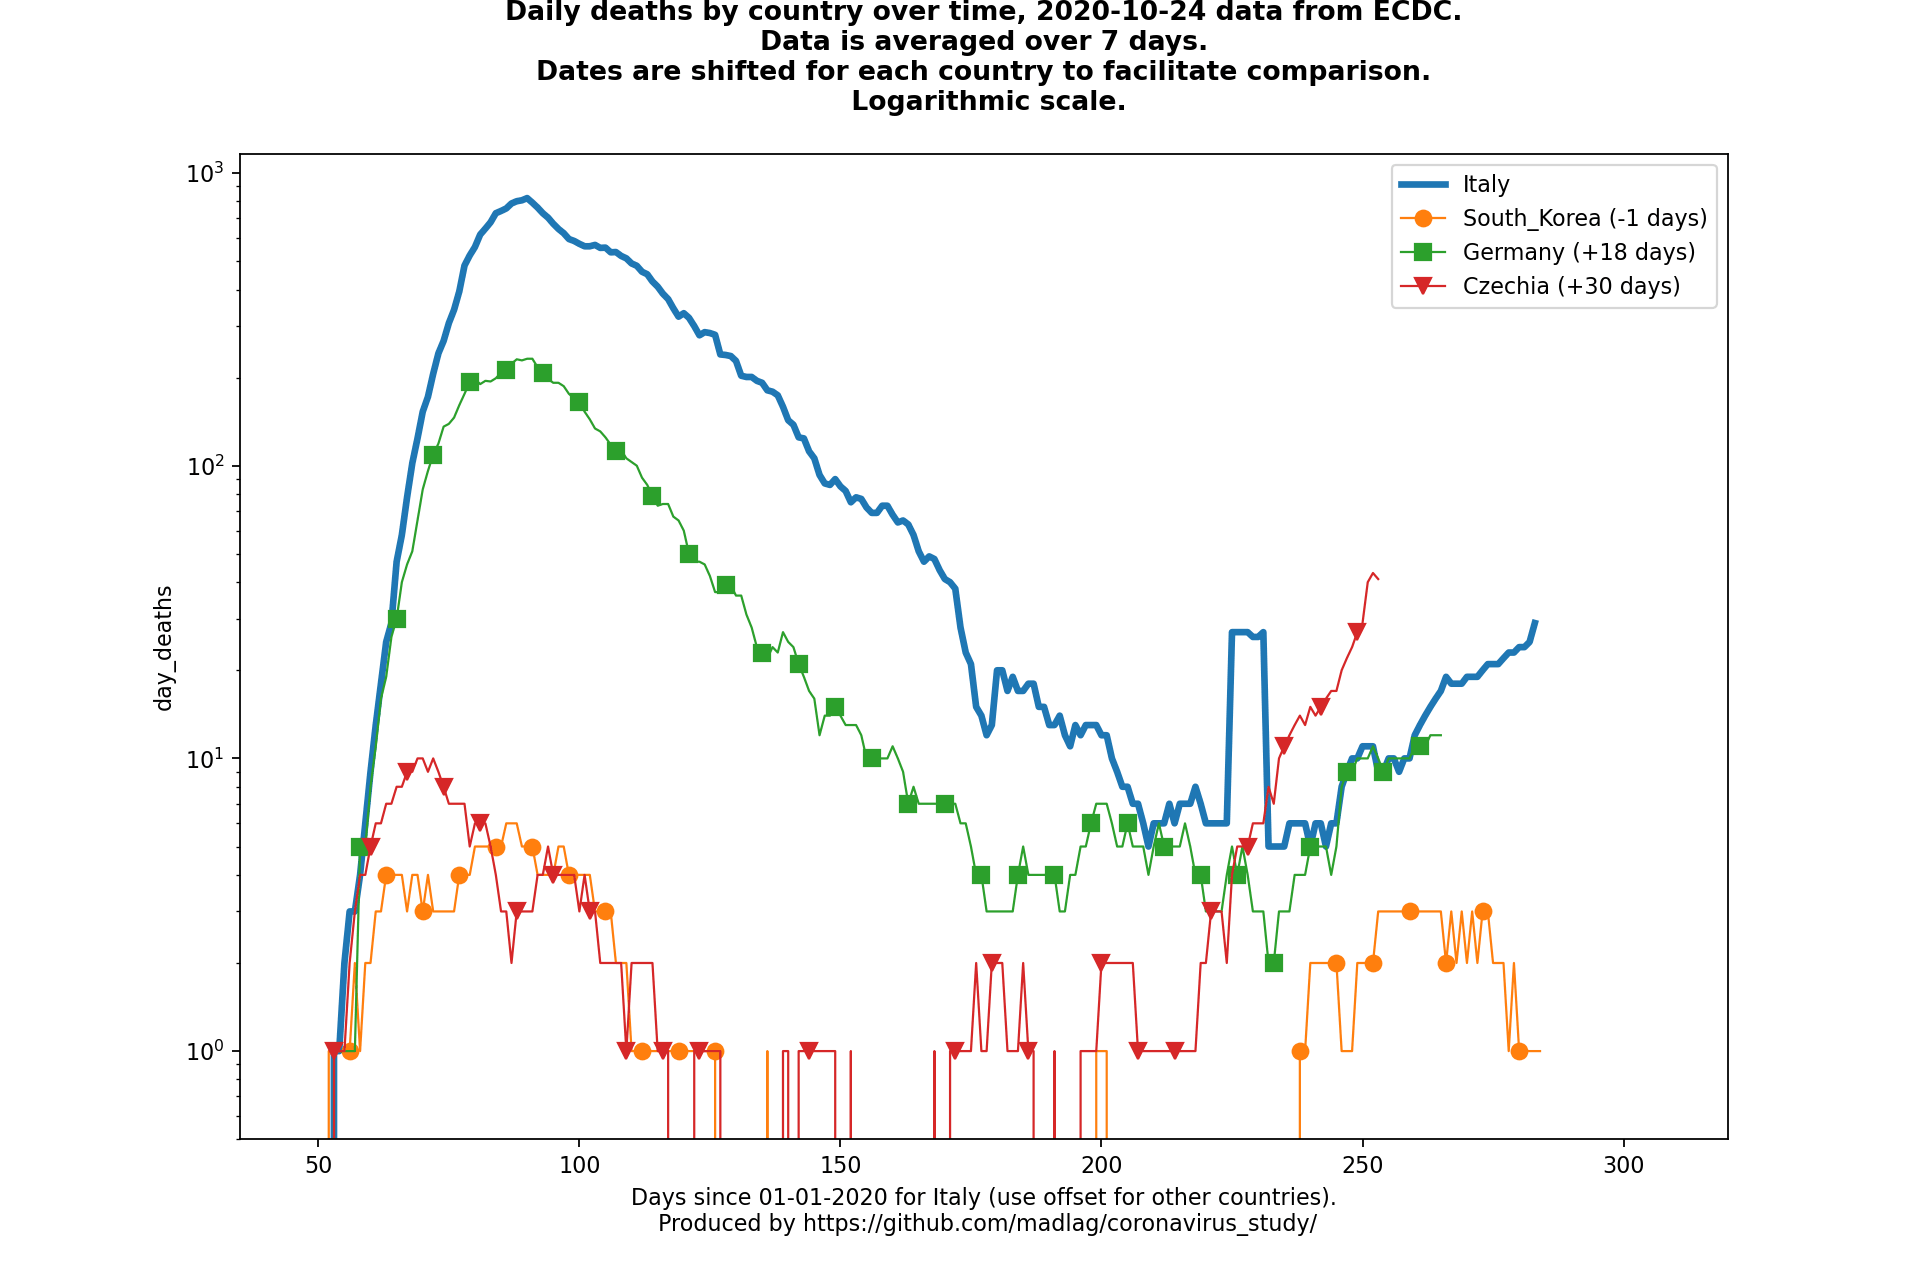 Daily deaths by country over time, 2020-10-24 data from ECDC.
Data is averaged over 7 days.
Dates are shifted for each country to facilitate comparison.
Logarithmic scale.
10³
10²
10¹
10⁰
day_deaths
Italy
South_Korea (-1 days)
Germany (+18 days)
Czechia (+30 days)
50 100 150 200 250 300
Days since 01-01-2020 for Italy (use offset for other countries).
Produced by https://github.com/madlag/coronavirus_study/